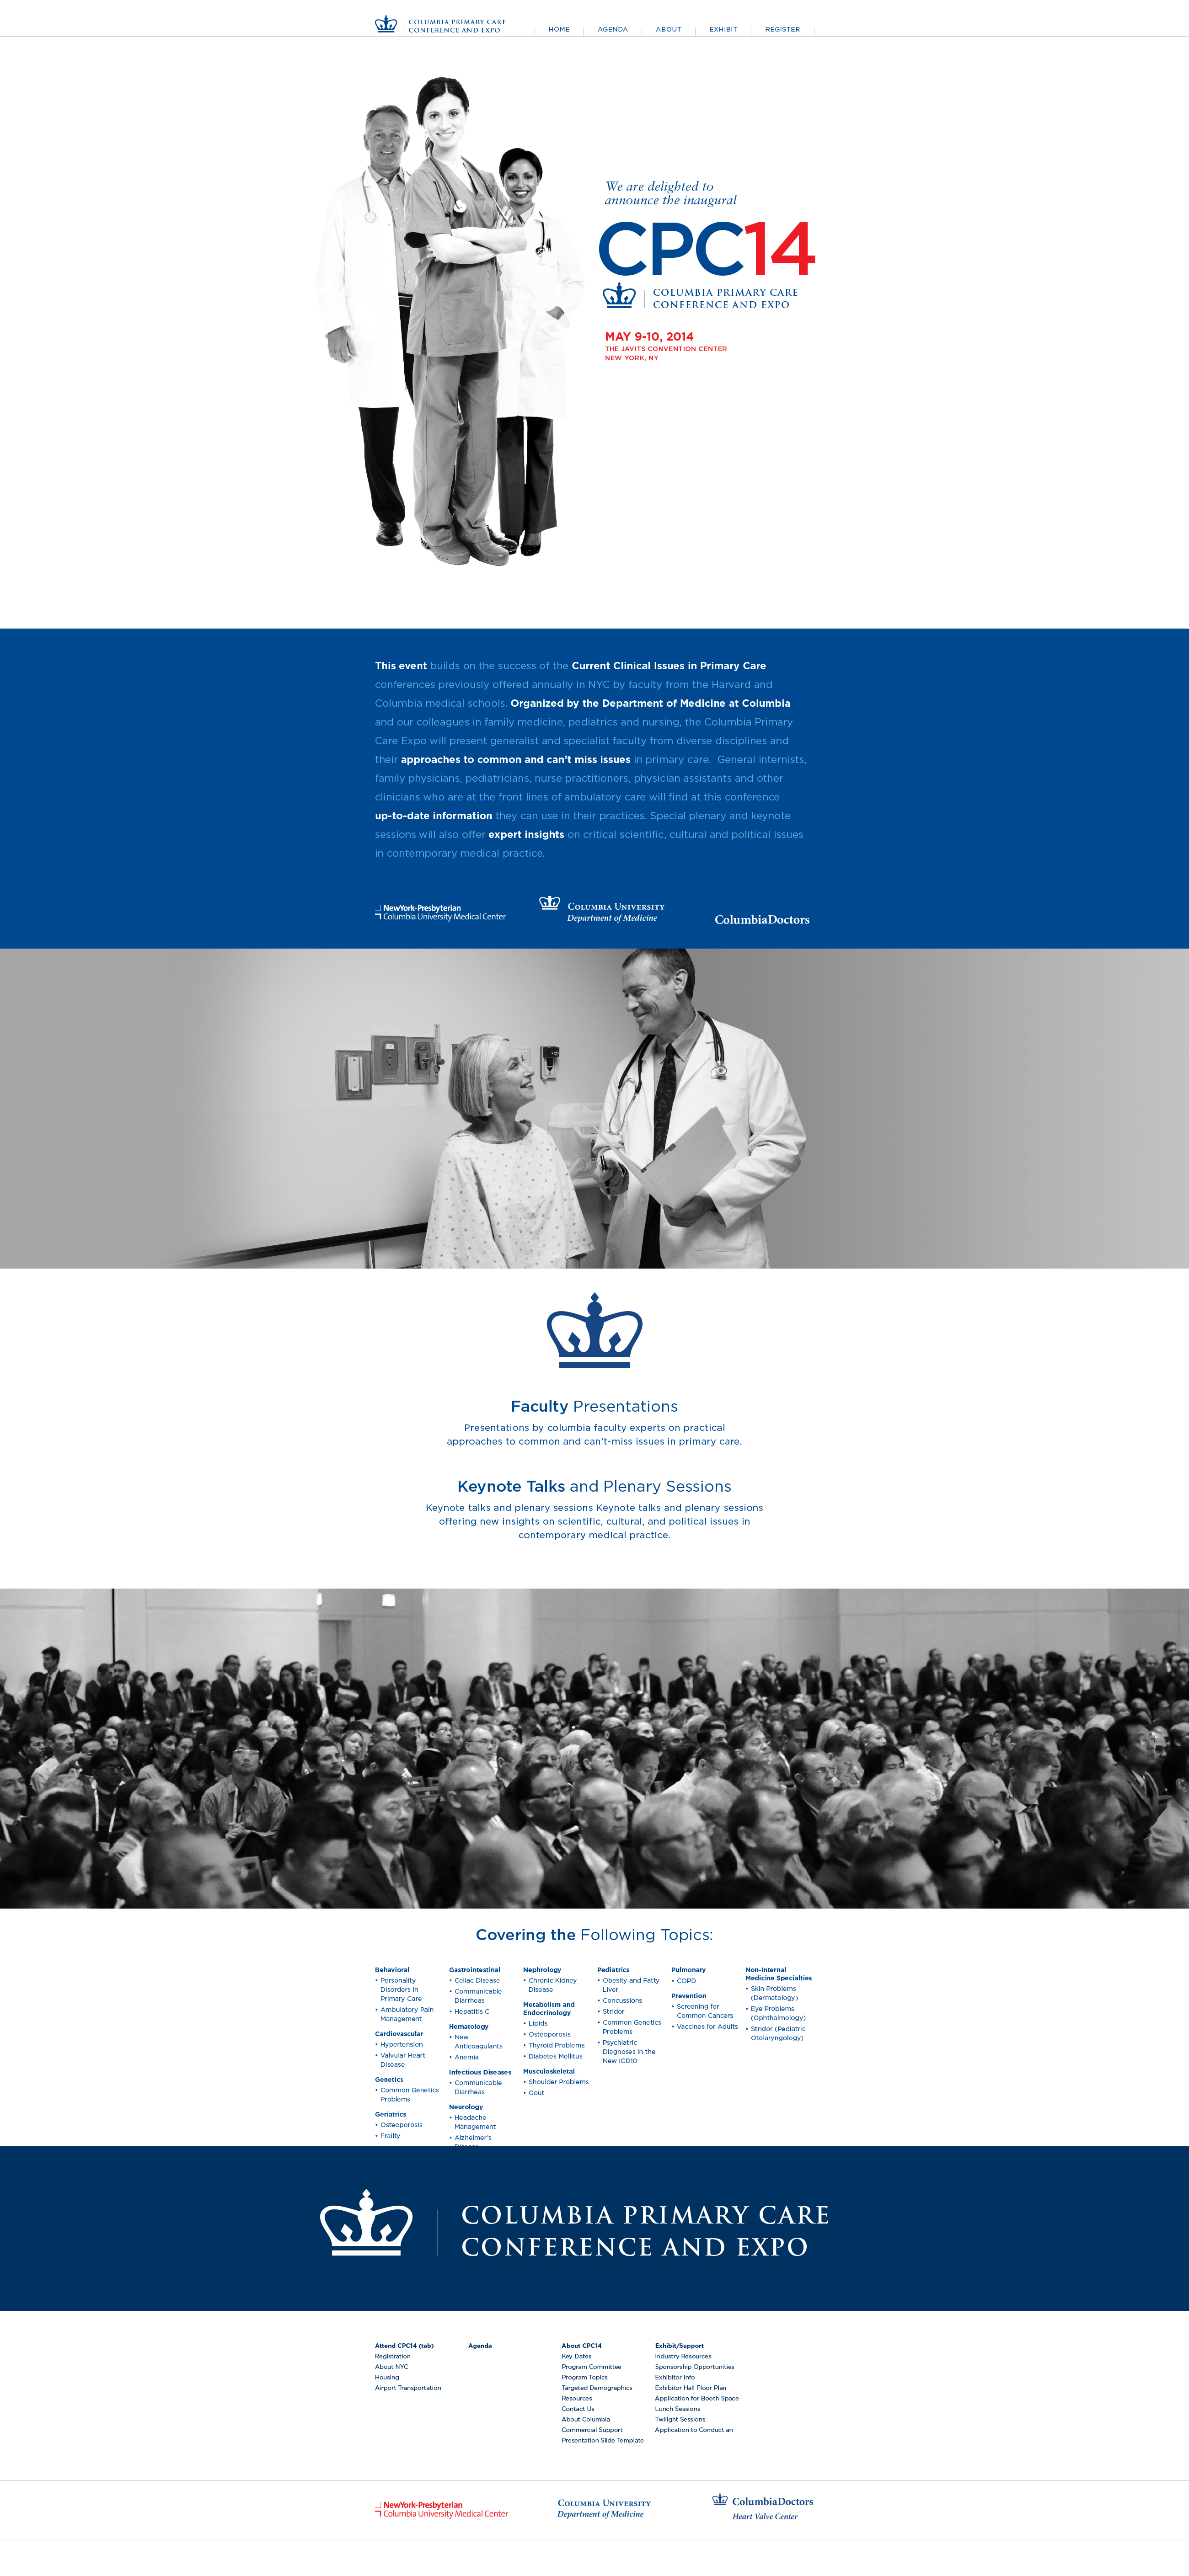 COLUMBIA PRIMARY CARE
CONFERENCE AND EXPO
HOME
AGENDA
ABOUT
EXHIBIT
REGISTER
We are delighted to
announce the inaugural
CPC14
COLUMBIA PRIMARY CARE
CONFERENCE AND EXPO
MAY 9-10, 2014
THE JAVITS CONVENTION CENTER
NEW YORK, NY
This event builds on the success of the Current Clinical Issues in Primary Care
conferences previously offered annually in NYC by faculty from the Harvard and
Columbia medical schools. Organized by the Department of Medicine at Columbia
and our colleagues in family medicine, pediatrics and nursing, the Columbia Primary
Care Expo will present generalist and specialist faculty from diverse disciplines and
their approaches to common and can't miss issues in primary care. General internists,
family physicians, pediatricians, nurse practitioners, physician assistants and other
clinicians who are at the front lines of ambulatory care will find at this conference
up-to-date information they can use in their practices. Special plenary and keynote
sessions will also offer expert insights on critical scientific, cultural and political issues
in contemporary medical practice.
NewYork-Presbyterian
Columbia University Medical Center
COLUMBIA UNIVERSITY
Department of Medicine
ColumbiaDoctors
Faculty Presentations
Presentations by columbia faculty experts on practical
approaches to common and can't-miss issues in primary care.
Keynote Talks and Plenary Sessions
Keynote talks and plenary sessions Keynote talks and plenary sessions
offering new insights on scientific, cultural, and political issues in
contemporary medical practice.
Covering the Following Topics:
Behavioral
• Personality
Disorders in
Primary Care
• Ambulatory Pain
Management
Cardiovascular
• Hypertension
• Valvular Heart
Disease
Genetics
• Common Genetics
Problems
Geriatrics
• Osteoporosis
• Frailty
Gastrointestinal
• Celiac Disease
• Communicable
Diarrheas
• Hepatitis C
Hematology
• New
Anticoagulants
• Anemia
Infectious Diseases
• Communicable
Diarrheas
Neurology
• Headache
Management
• Alzheimer's
Nephrology
• Chronic Kidney
Disease
Metabolism and
Endocrinology
• Lipids
• Osteoporosis
• Thyroid Problems
• Diabetes Mellitus
Musculoskeletal
• Shoulder Problems
• Gout
Pediatrics
• Obesity and Fatty
Liver
• Concussions
• Stridor
• Common Genetics
Problems
• Psychiatric
Diagnoses in the
New ICD10
Pulmonary
• COPD
Prevention
• Screening for
Common Cancers
• Vaccines for Adults
Non-Internal
Medicine Specialties
• Skin Problems
(Dermatology)
• Eye Problems
(Ophthalmology)
• Stridor (Pediatric
Otolaryngology)
COLUMBIA PRIMARY CARE
CONFERENCE AND EXPO
Attend CPC14 (tab)
Registration
About NYC
Housing
Airport Transportation
Agenda
About CPC14
Key Dates
Program Committee
Program Topics
Targeted Demographics
Resources
Contact Us
About Columbia
Commercial Support
Presentation Slide Template
Exhibit/Support
Industry Resources
Sponsorship Opportunities
Exhibitor Info
Exhibitor Hall Floor Plan
Application for Booth Space
Lunch Sessions
Twilight Sessions
Application to Conduct an
NewYork-Presbyterian
Columbia University Medical Center
COLUMBIA UNIVERSITY
Department of Medicine
ColumbiaDoctors
Heart Valve Center